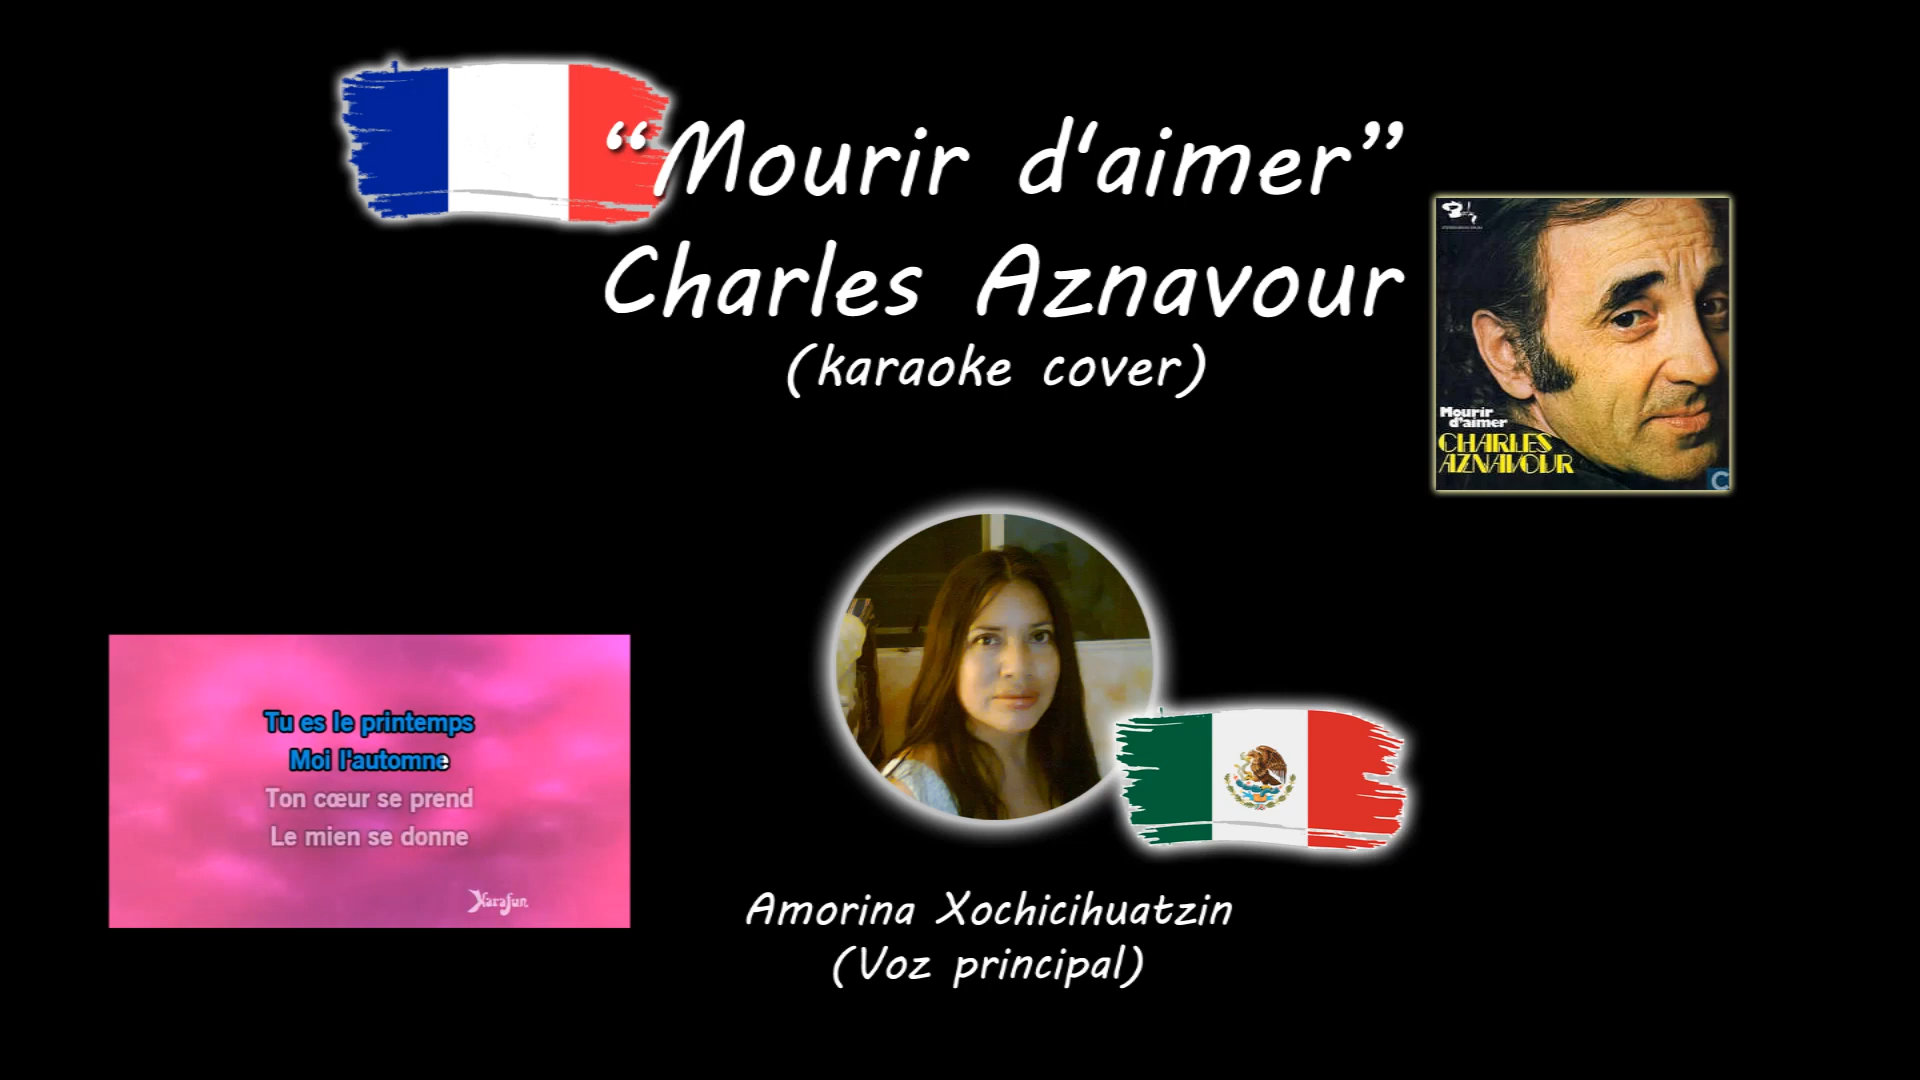 “Mourir d'aimer”
Charles Aznavour
(karaoke cover)
Mourir
d'aimer
CHARLES
AZNAVOUR
C
Tu es le printemps
Moi l'automne
Ton cœur se prend
Le mien se donne
Karafun
Amorina Xochicihuatzin
(Voz principal)